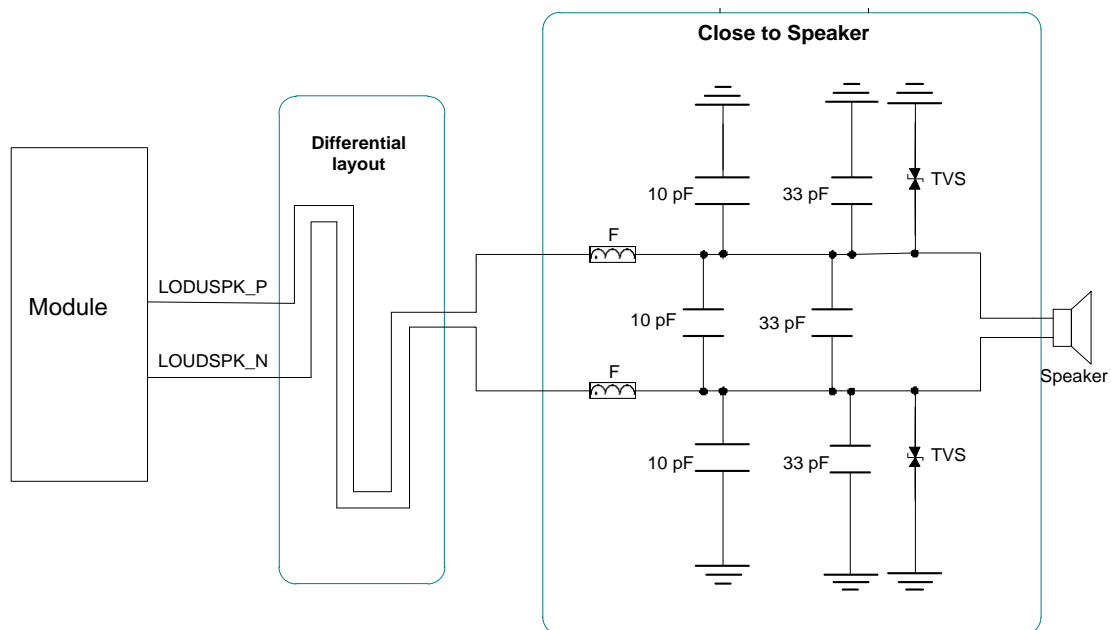 Close to Speaker
Differential
layout
10 pF
33 pF
TVS
F
LODUSPK_P
Module
10 pF
33 pF
LOUDSPK_N
F
Speaker
10 pF
33 pF
TVS